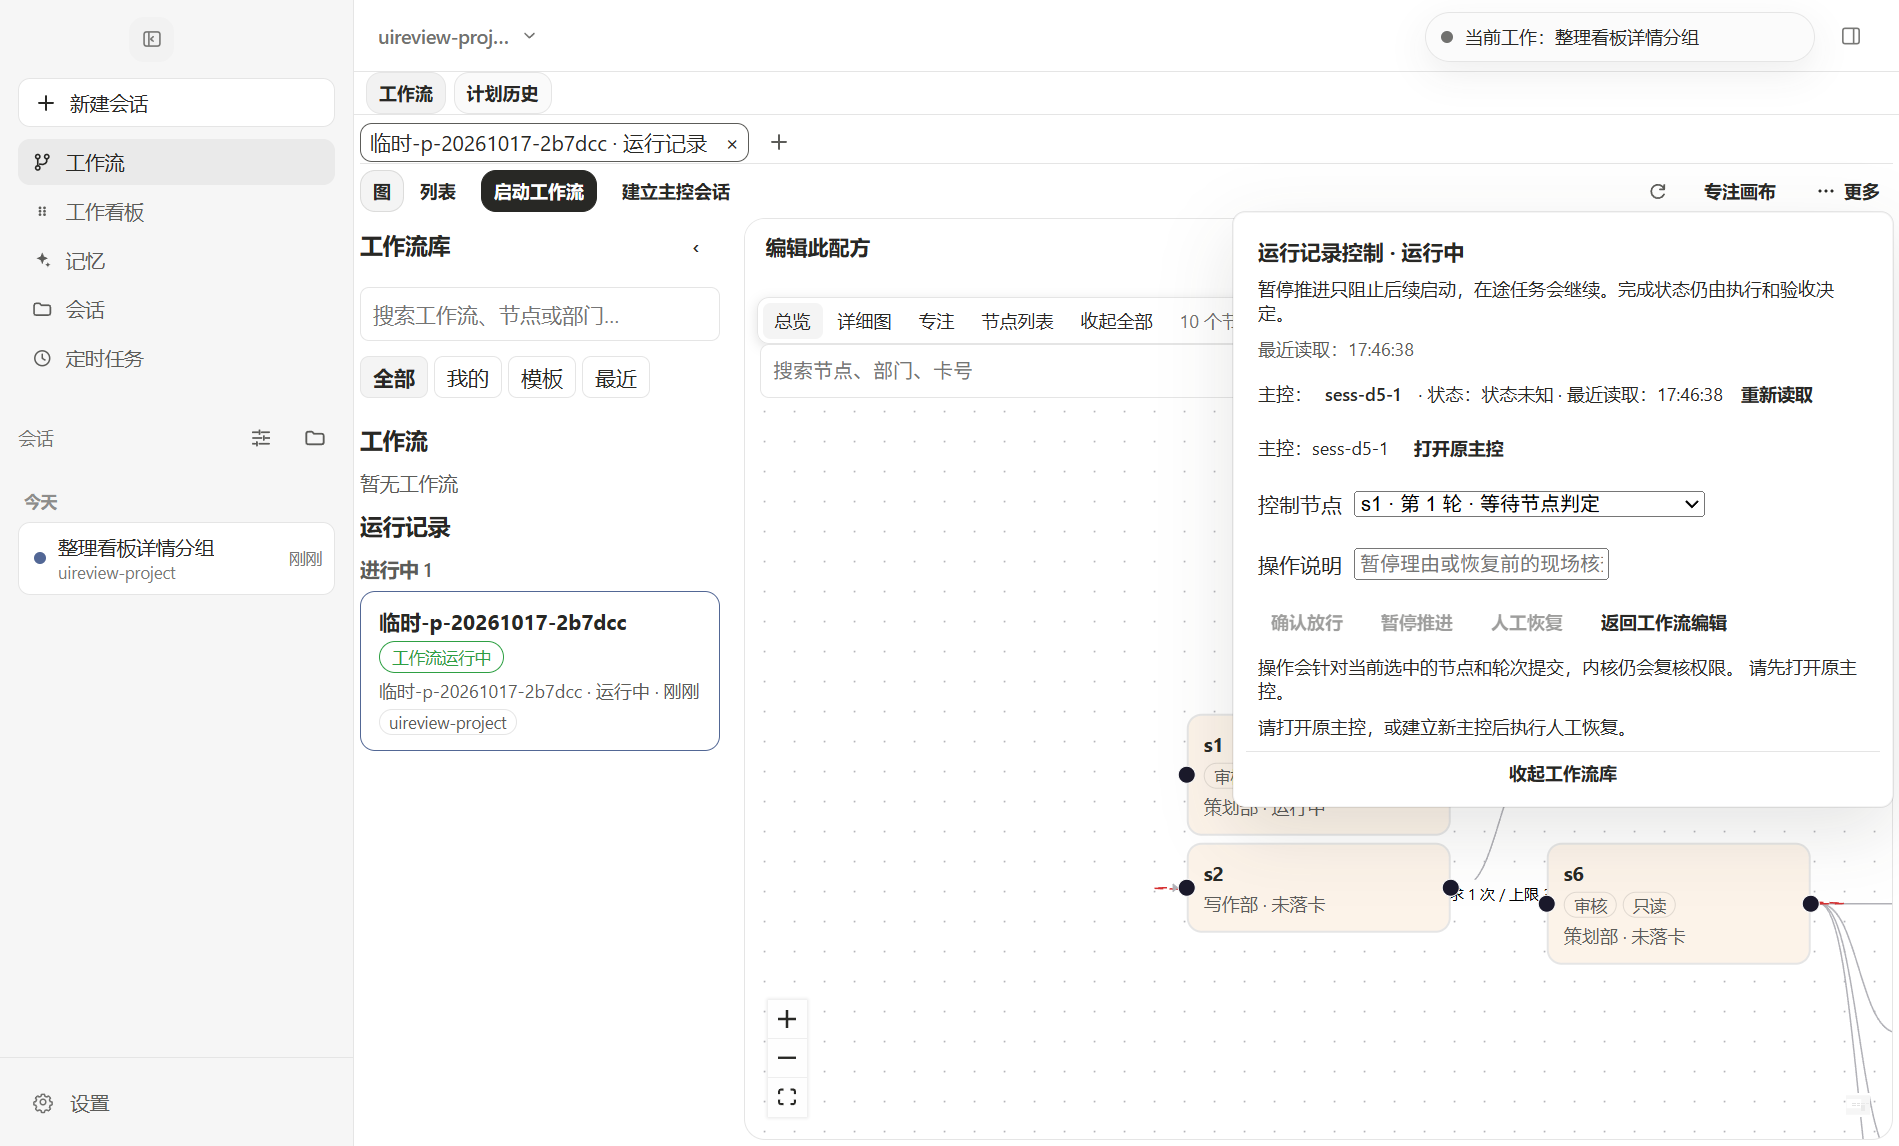 新建会话
工作流
工作看板
记忆
会话
定时任务
会话
今天
整理看板详情分组
uireview-project
刚刚
设置
uireview-proj...
当前工作：整理看板详情分组
工作流
计划历史
临时-p-20261017-2b7dcc · 运行记录 ×
图
列表
启动工作流
建立主控会话
专注画布
··· 更多
工作流库
搜索工作流、节点或部门...
全部
我的
模板
最近
工作流
暂无工作流
运行记录
进行中 1
临时-p-20261017-2b7dcc
工作流运行中
临时-p-20261017-2b7dcc · 运行中 · 刚刚
uireview-project
编辑此配方
总览
详细图
专注
节点列表
收起全部
10 个节
搜索节点、部门、卡号
运行记录控制 · 运行中
暂停推进只阻止后续启动，在途任务会继续。完成状态仍由执行和验收决
定。
最近读取：17:46:38
主控： sess-d5-1 · 状态：状态未知 · 最近读取：17:46:38 重新读取
主控：sess-d5-1 打开原主控
控制节点 s1 · 第 1 轮 · 等待节点判定
操作说明 暂停理由或恢复前的现场核
确认放行
暂停推进
人工恢复
返回工作流编辑
操作会针对当前选中的节点和轮次提交，内核仍会复核权限。 请先打开原主
控。
请打开原主控，或建立新主控后执行人工恢复。
收起工作流库
s1
审
策划部 · 运行中
s2
写作部 · 未落卡
1 次 / 上限
s6
审核
只读
策划部 · 未落卡